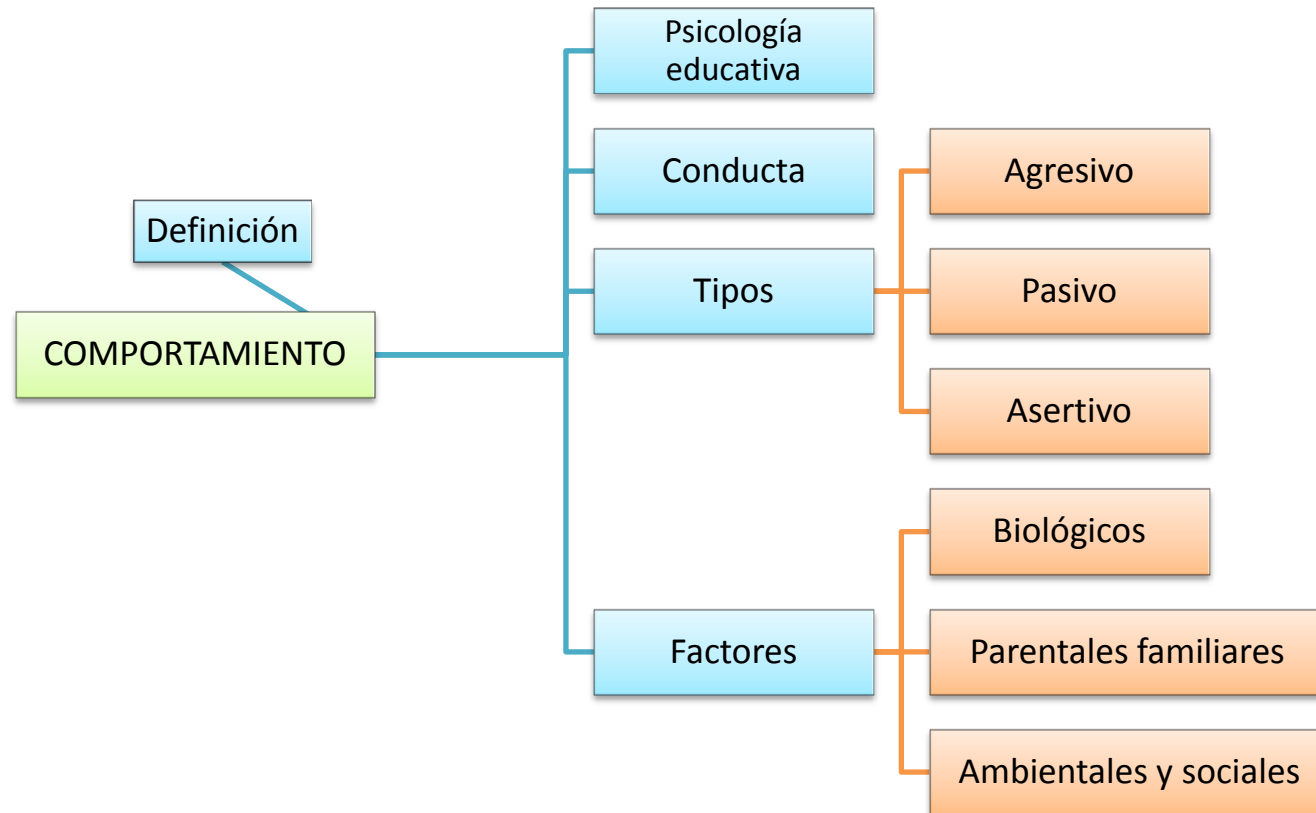 Psicología
educativa
Conducta
Agresivo
Definición
Tipos
Pasivo
COMPORTAMIENTO
Asertivo
Biológicos
Factores
Parentales familiares
Ambientales y sociales